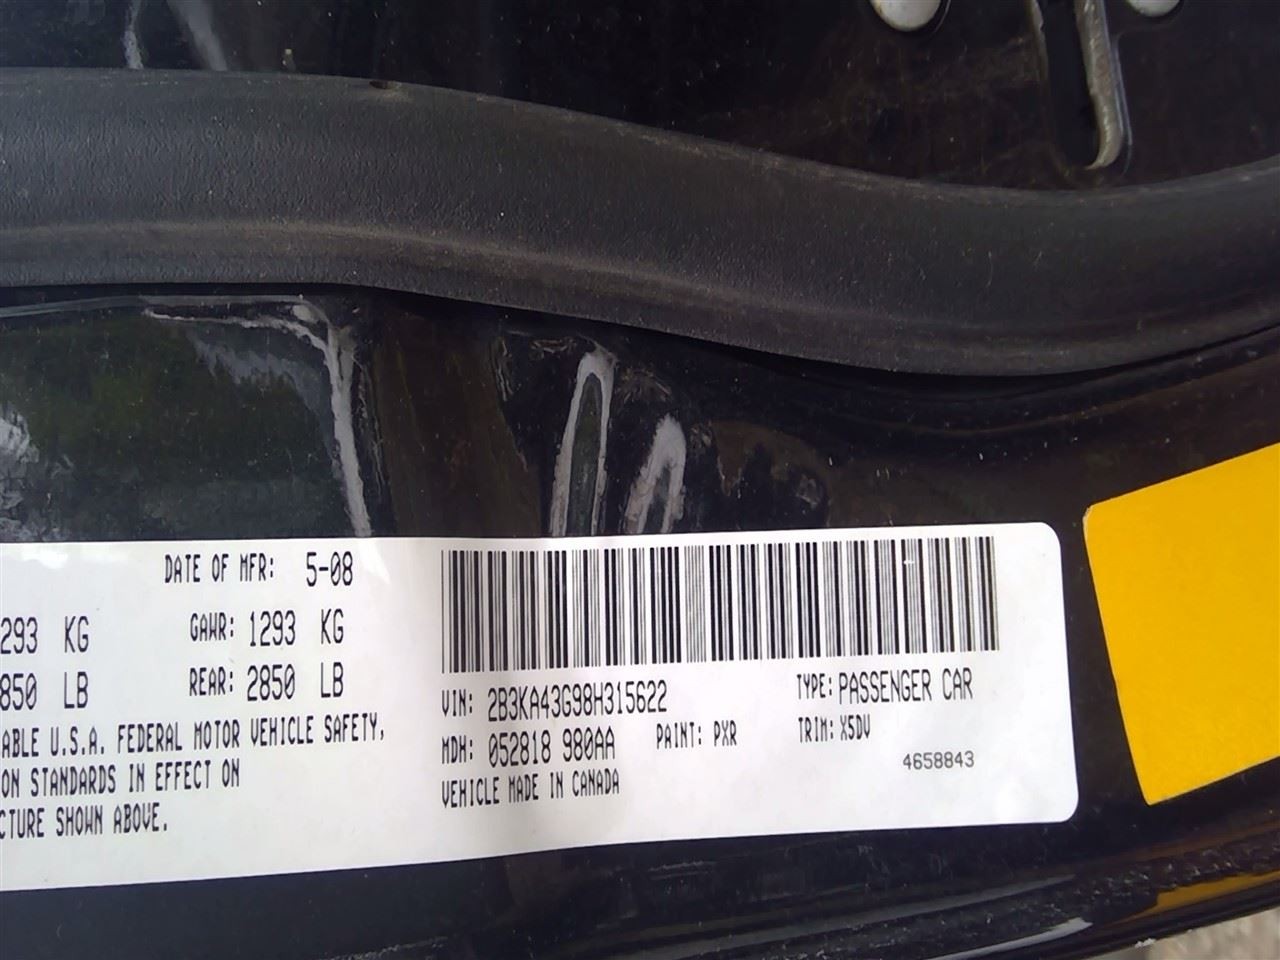 DATE OF MFR: 5-08
293 KG GAWR: 1293 KG
850 LB REAR: 2850 LB
ABLE U.S.A. FEDERAL MOTOR VEHICLE SAFETY,
ON STANDARDS IN EFFECT ON
CTURE SHOWN ABOVE.
VIN: 2B3KA43G98H315622 TYPE: PASSENGER CAR
MDH: 052818 980AA PAINT: PXR TRIM: X5DV
VEHICLE MADE IN CANADA 4658843